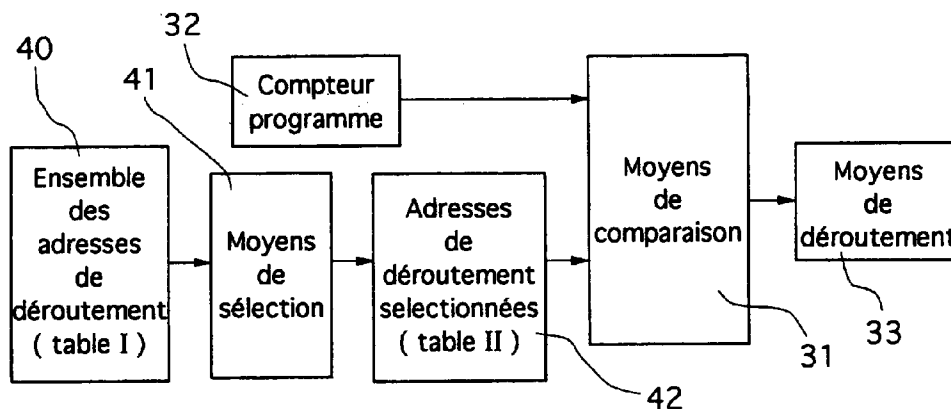 32
40
41
Compteur
programme
Ensemble
des
adresses
de
déroutement
( table I )
Moyens
de
sélection
Adresses
de
déroutement
selectionnées
( table II )
Moyens
de
comparaison
Moyens
de
déroutement
31
33
42